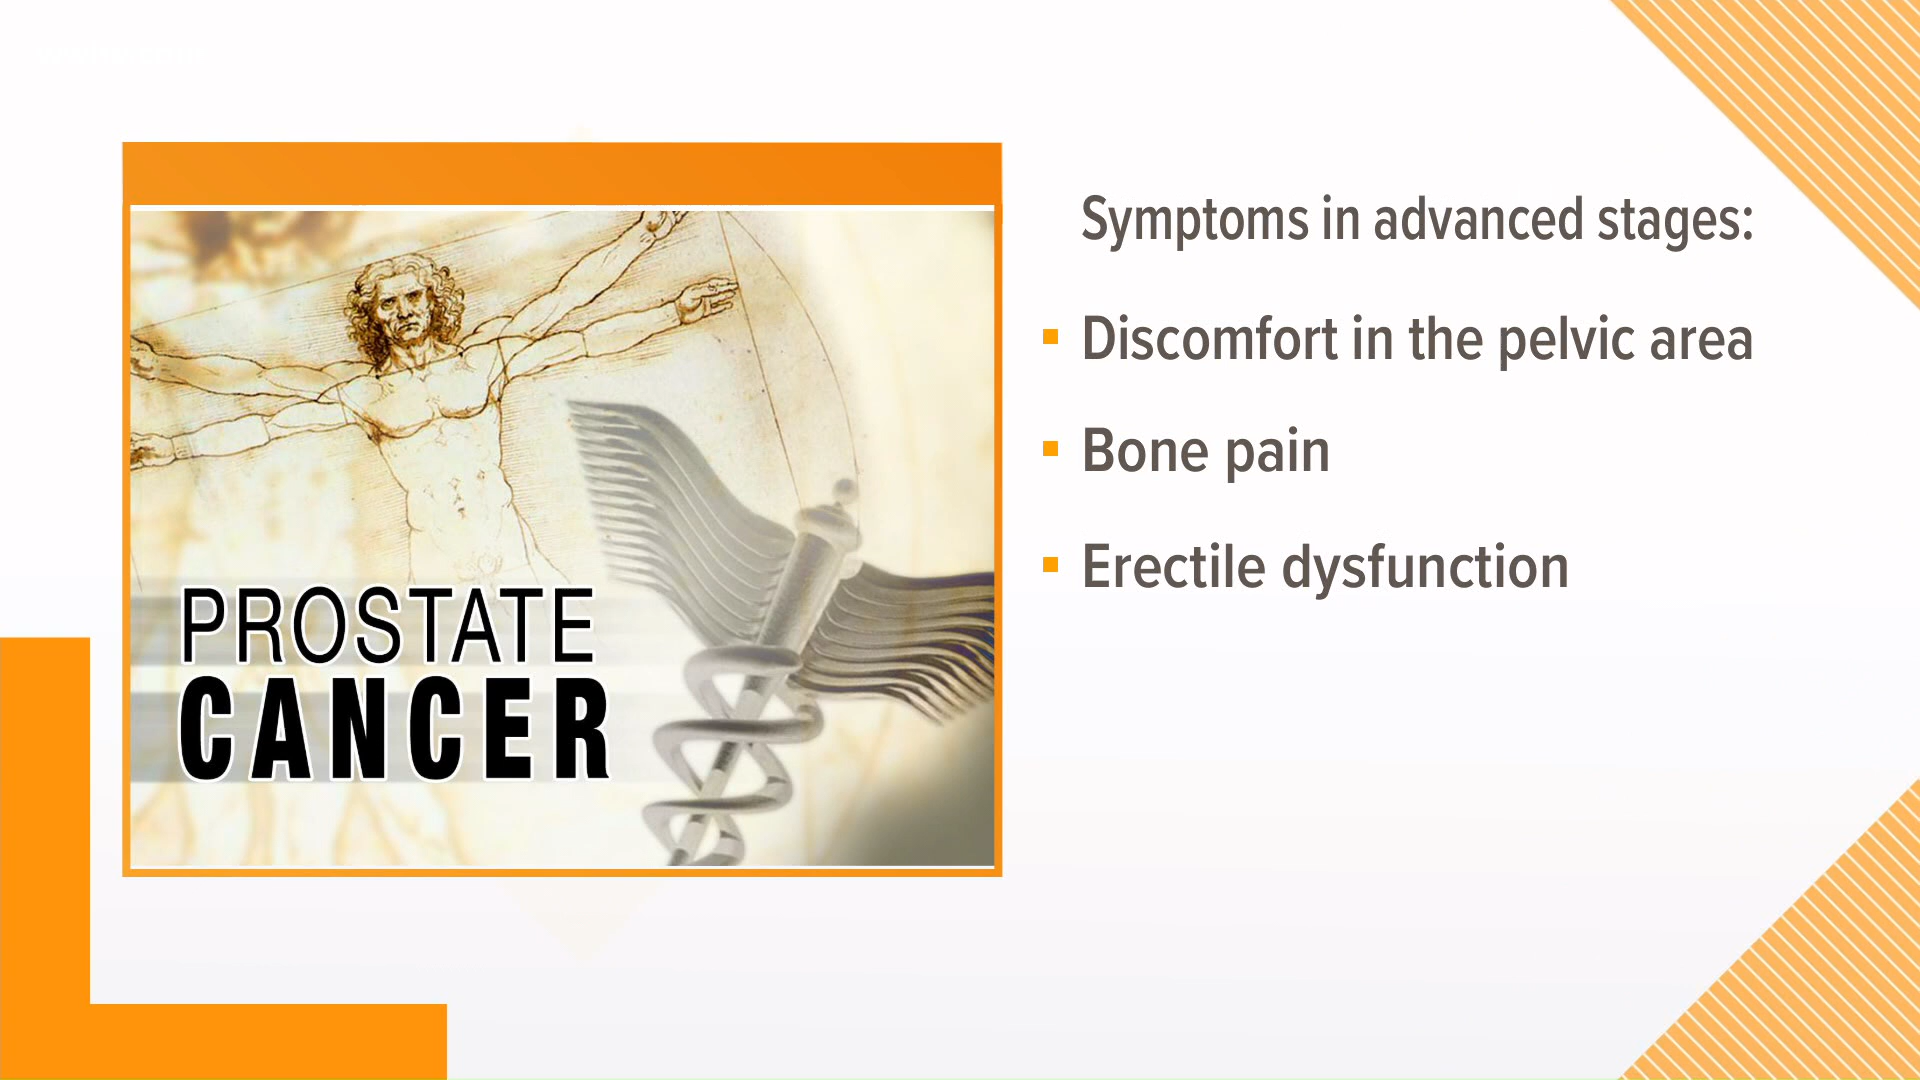 PROSTATE
CANCER
Symptoms in advanced stages:
Discomfort in the pelvic area
Bone pain
Erectile dysfunction